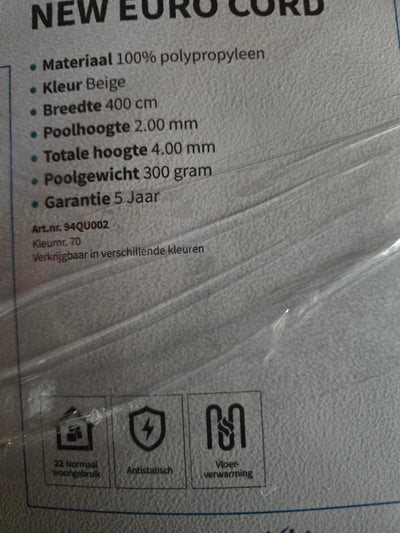 NEW EURO CORD
• Materiaal 100% polypropyleen
• Kleur Beige
• Breedte 400 cm
• Poolhoogte 2.00 mm
• Totale hoogte 4.00 mm
• Poolgewicht 300 gram
• Garantie 5 Jaar
Art.nr. 94QU002
Kleurnr. 70
Verkrijgbaar in verschillende kleuren
22 Normaal
woongebruik
Antistatisch
Vloer-
verwarming